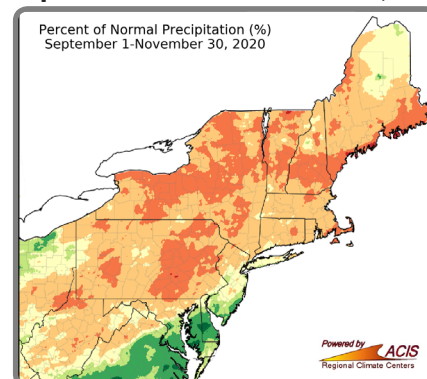 Percent of Normal Precipitation (%)
September 1-November 30, 2020
Powered by
ACIS
Regional Climate Centers